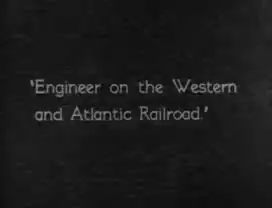 "Engineer on the Western
and Atlantic Railroad."